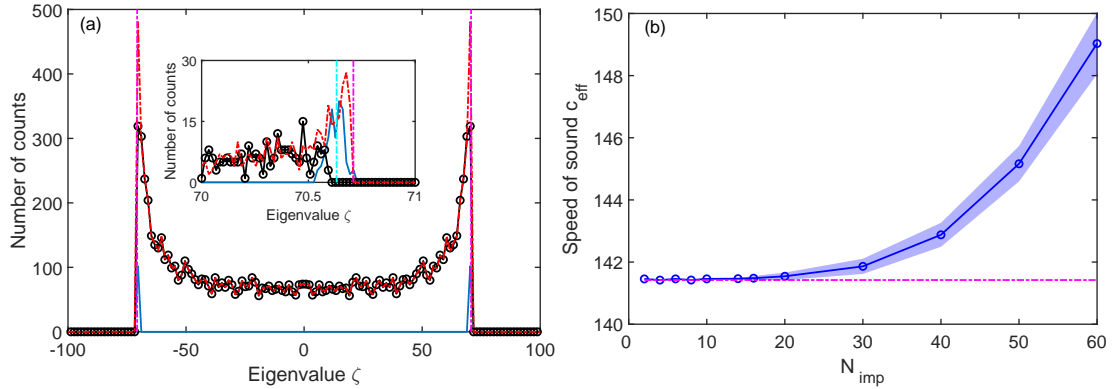 (a)
500
400
300
200
100
0
Number of counts
-100 -50 0 50 100
Eigenvalue ζ
30
15
0
Number of counts
70 70.5 71
Eigenvalue ζ
(b)
150
148
146
144
142
140
Speed of sound c_eff
0 10 20 30 40 50 60
N_imp